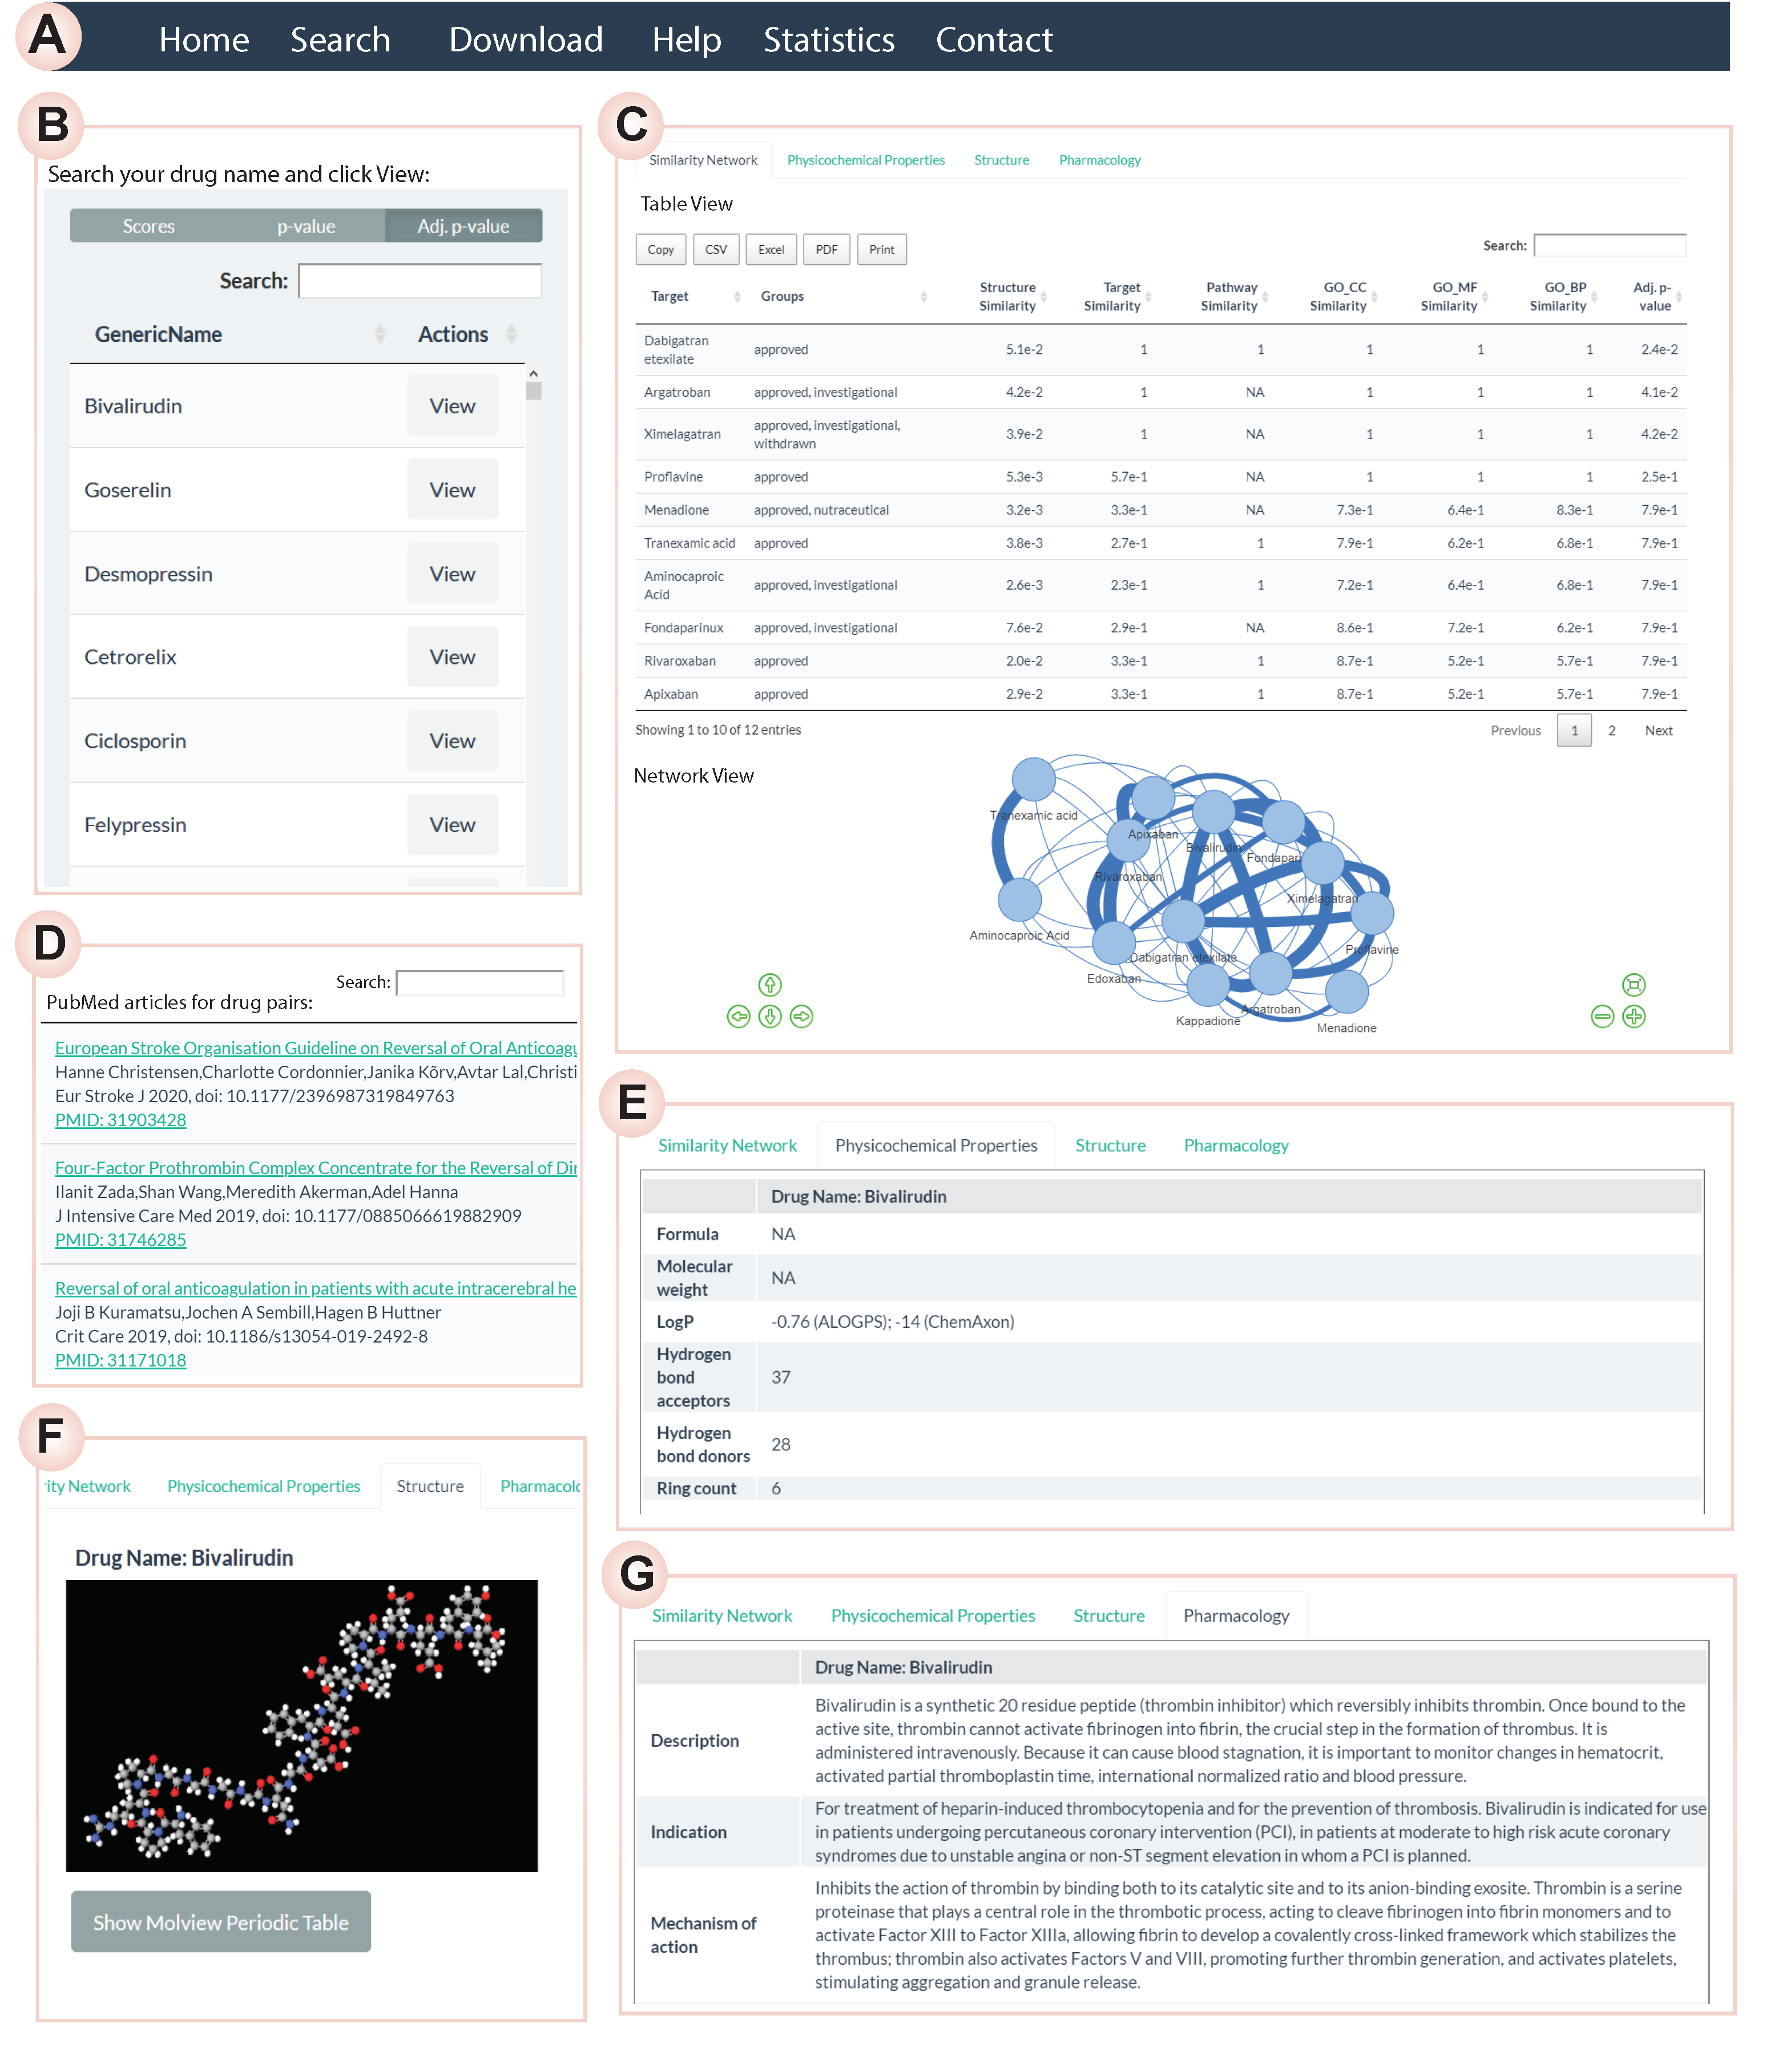 A
Home Search Download Help Statistics Contact
B
Search your drug name and click View:
Scores p-value Adj. p-value
Search:
GenericName Actions
Bivalirudin View
Goserelin View
Desmopressin View
Cetrorelix View
Ciclosporin View
Felypressin View
C
Similarity Network Physicochemical Properties Structure Pharmacology
Table View
Copy CSV Excel PDF Print Search:
Target Groups Structure Similarity Target Similarity Pathway Similarity GO_CC Similarity GO_MF Similarity GO_BP Similarity Adj. p-value
Dabigatran etexilate approved 5.1e-2 1 1 1 1 1 2.4e-2
Argatroban approved, investigational 4.2e-2 1 NA 1 1 1 4.1e-2
Ximelagatran approved, investigational, withdrawn 3.9e-2 1 NA 1 1 1 4.2e-2
Proflavine approved 5.3e-3 5.7e-1 NA 1 1 1 2.5e-1
Menadione approved, nutraceutical 3.2e-3 3.3e-1 NA 7.3e-1 6.4e-1 8.3e-1 7.9e-1
Tranexamic acid approved 3.8e-3 2.7e-1 1 7.9e-1 6.2e-1 6.8e-1 7.9e-1
Aminocaproic Acid approved, investigational 2.6e-3 2.3e-1 1 7.2e-1 6.4e-1 6.8e-1 7.9e-1
Fondaparinux approved, investigational 7.6e-2 2.9e-1 NA 8.6e-1 7.2e-1 6.2e-1 7.9e-1
Rivaroxaban approved 2.0e-2 3.3e-1 1 8.7e-1 5.2e-1 5.7e-1 7.9e-1
Apixaban approved 2.9e-2 3.3e-1 1 8.7e-1 5.2e-1 5.7e-1 7.9e-1
Showing 1 to 10 of 12 entries Previous 1 2 Next
Network View
Tranexamic acid
Apixaban
Bivalirudin
Fondapar
Rivaroxaban
Ximelagatran
Aminocaproic Acid
Proflavine
Dabigatran etexilate
Edoxaban
Argatroban
Kappadione
Menadione
D
Search:
PubMed articles for drug pairs:
European Stroke Organisation Guideline on Reversal of Oral Anticoagu
Hanne Christensen,Charlotte Cordonnier,Janika Kõrv,Avtar Lal,Christi
Eur Stroke J 2020, doi: 10.1177/2396987319849763
PMID: 31903428
Four-Factor Prothrombin Complex Concentrate for the Reversal of Dir
Ilanit Zada,Shan Wang,Meredith Akerman,Adel Hanna
J Intensive Care Med 2019, doi: 10.1177/0885066619882909
PMID: 31746285
Reversal of oral anticoagulation in patients with acute intracerebral he
Joji B Kuramatsu,Jochen A Sembill,Hagen B Huttner
Crit Care 2019, doi: 10.1186/s13054-019-2492-8
PMID: 31171018
E
Similarity Network Physicochemical Properties Structure Pharmacology
Drug Name: Bivalirudin
Formula NA
Molecular weight NA
LogP -0.76 (ALOGPS); -14 (ChemAxon)
Hydrogen bond acceptors 37
Hydrogen bond donors 28
Ring count 6
F
ity Network Physicochemical Properties Structure Pharmacolo
Drug Name: Bivalirudin
Show Molview Periodic Table
G
Similarity Network Physicochemical Properties Structure Pharmacology
Drug Name: Bivalirudin
Description
Bivalirudin is a synthetic 20 residue peptide (thrombin inhibitor) which reversibly inhibits thrombin. Once bound to the
active site, thrombin cannot activate fibrinogen into fibrin, the crucial step in the formation of thrombus. It is
administered intravenously. Because it can cause blood stagnation, it is important to monitor changes in hematocrit,
activated partial thromboplastin time, international normalized ratio and blood pressure.
Indication
For treatment of heparin-induced thrombocytopenia and for the prevention of thrombosis. Bivalirudin is indicated for use
in patients undergoing percutaneous coronary intervention (PCI), in patients at moderate to high risk acute coronary
syndromes due to unstable angina or non-ST segment elevation in whom a PCI is planned.
Mechanism of action
Inhibits the action of thrombin by binding both to its catalytic site and to its anion-binding exosite. Thrombin is a serine
proteinase that plays a central role in the thrombotic process, acting to cleave fibrinogen into fibrin monomers and to
activate Factor XIII to Factor XIIIa, allowing fibrin to develop a covalently cross-linked framework which stabilizes the
thrombus; thrombin also activates Factors V and VIII, promoting further thrombin generation, and activates platelets,
stimulating aggregation and granule release.